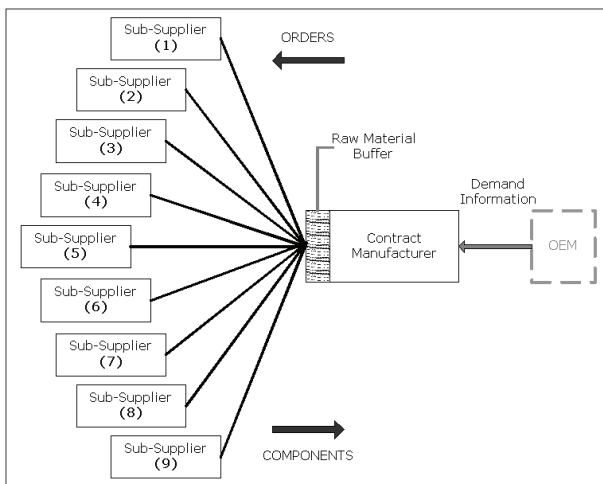 Sub-Supplier
(1)
ORDERS
Sub-Supplier
(2)
Sub-Supplier
(3)
Raw Material
Buffer
Sub-Supplier
(4)
Demand
Information
Sub-Supplier
(5)
Contract
Manufacturer
OEM
Sub-Supplier
(6)
Sub-Supplier
(7)
Sub-Supplier
(8)
Sub-Supplier
(9)
COMPONENTS